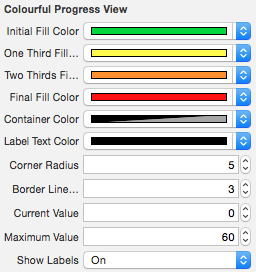 Colourful Progress View
Initial Fill Color
One Third Fill...
Two Thirds Fi...
Final Fill Color
Container Color
Label Text Color
Corner Radius 5
Border Line... 3
Current Value 0
Maximum Value 60
Show Labels On